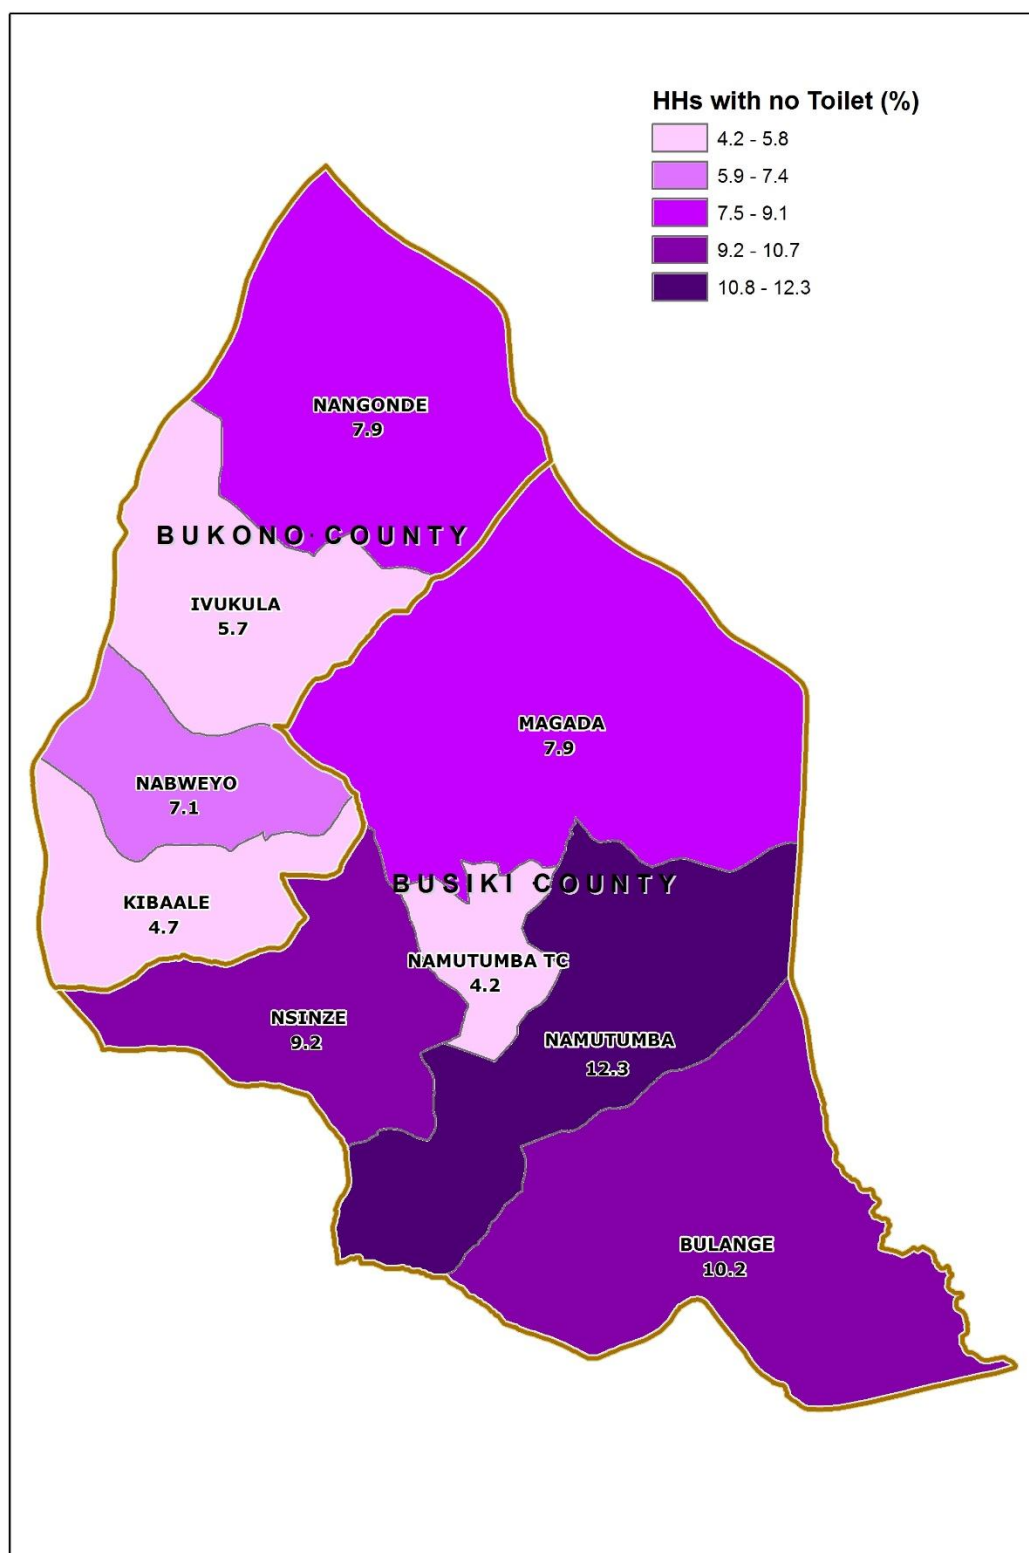 HHs with no Toilet (%)
4.2 - 5.8
5.9 - 7.4
7.5 - 9.1
9.2 - 10.7
10.8 - 12.3
NANGONDE
7.9
BUKONO COUNTY
IVUKULA
5.7
MAGADA
7.9
NABWEYO
7.1
BUSIKI COUNTY
KIBAALE
4.7
NAMUTUMBA TC
4.2
NSINZE
9.2
NAMUTUMBA
12.3
BULANGE
10.2